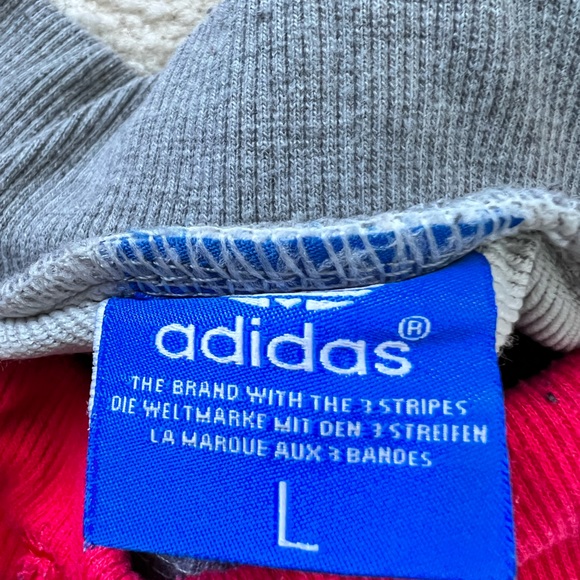 adidas®
THE BRAND WITH THE 3 STRIPES
DIE WELTMARKE MIT DEN 3 STREIFEN
LA MARQUE AUX 3 BANDES
L